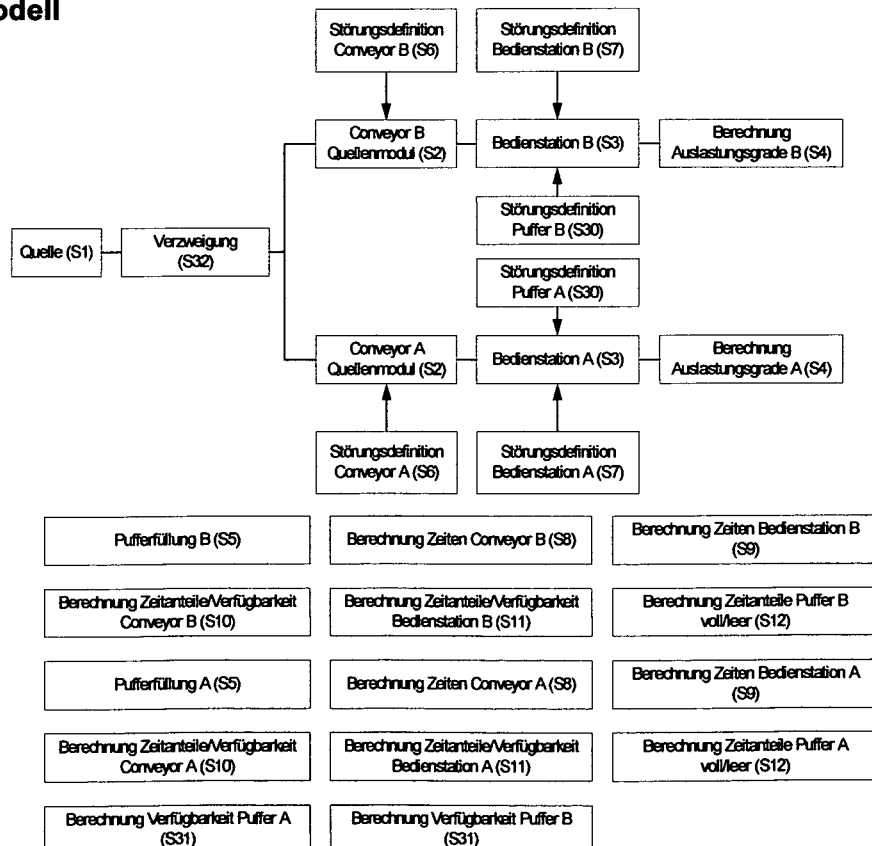 odell
Störungsdefinition
Conveyor B (S6)
Störungsdefinition
Bedienstation B (S7)
Conveyor B
Quellenmodul (S2)
Bedienstation B (S3)
Berechnung
Auslastungsgrade B (S4)
Störungsdefinition
Puffer B (S30)
Quelle (S1)
Verzweigung
(S32)
Störungsdefinition
Puffer A (S30)
Conveyor A
Quellenmodul (S2)
Bedienstation A (S3)
Berechnung
Auslastungsgrade A (S4)
Störungsdefinition
Conveyor A (S6)
Störungsdefinition
Bedienstation A (S7)
Pufferfüllung B (S5)
Berechnung Zeiten Conveyor B (S8)
Berechnung Zeiten Bedienstation B
(S9)
Berechnung Zeitanteile/Verfügbarkeit
Conveyor B (S10)
Berechnung Zeitanteile/Verfügbarkeit
Bedienstation B (S11)
Berechnung Zeitanteile Puffer B
voll/leer (S12)
Pufferfüllung A (S5)
Berechnung Zeiten Conveyor A (S8)
Berechnung Zeiten Bedienstation A
(S9)
Berechnung Zeitanteile/Verfügbarkeit
Conveyor A (S10)
Berechnung Zeitanteile/Verfügbarkeit
Bedienstation A (S11)
Berechnung Zeitanteile Puffer A
voll/leer (S12)
Berechnung Verfügbarkeit Puffer A
(S31)
Berechnung Verfügbarkeit Puffer B
(S31)